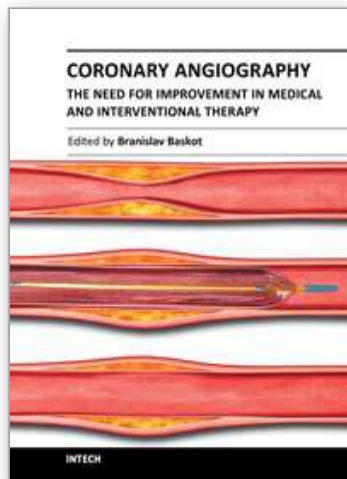 CORONARY ANGIOGRAPHY
THE NEED FOR IMPROVEMENT IN MEDICAL
AND INTERVENTIONAL THERAPY
Edited by Branislav Baskot
INTECH